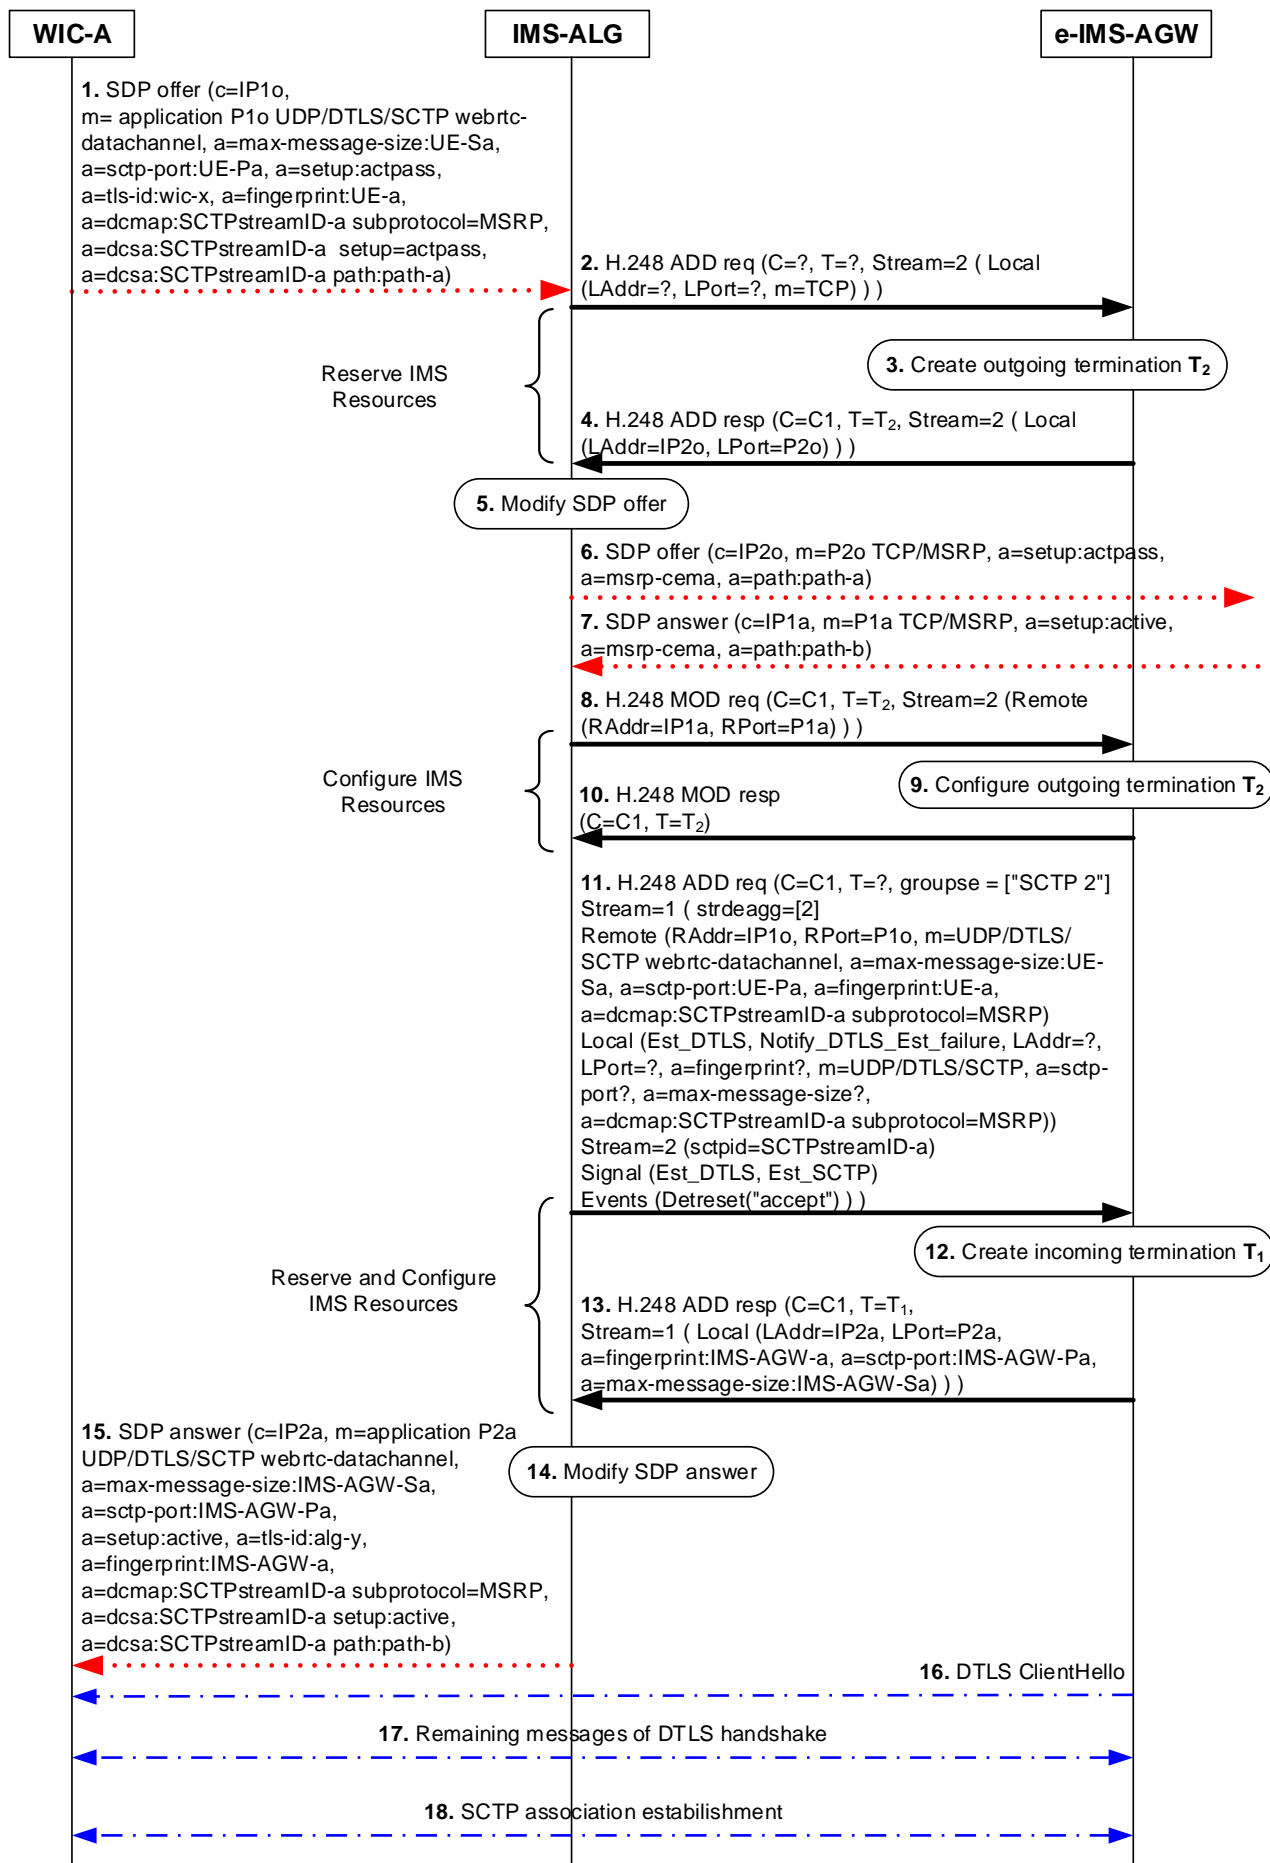 WIC-A
IMS-ALG
e-IMS-AGW
1. SDP offer (c=IP1o,
m= application P1o UDP/DTLS/SCTP webrtc-
datachannel, a=max-message-size:UE-Sa,
a=sctp-port:UE-Pa, a=setup:actpass,
a=tls-id:wic-x, a=fingerprint:UE-a,
a=dcmap:SCTPstreamID-a subprotocol=MSRP,
a=dcsa:SCTPstreamID-a  setup=actpass,
a=dcsa:SCTPstreamID-a path:path-a)
2. H.248 ADD req (C=?, T=?, Stream=2 ( Local
(LAddr=?, LPort=?, m=TCP) ) )
Reserve IMS
Resources
3. Create outgoing termination T2
4. H.248 ADD resp (C=C1, T=T2, Stream=2 ( Local
(LAddr=IP2o, LPort=P2o) ) )
5. Modify SDP offer
6. SDP offer (c=IP2o, m=P2o TCP/MSRP, a=setup:actpass,
a=msrp-cema, a=path:path-a)
7. SDP answer (c=IP1a, m=P1a TCP/MSRP, a=setup:active,
a=msrp-cema, a=path:path-b)
8. H.248 MOD req (C=C1, T=T2, Stream=2 (Remote
(RAddr=IP1a, RPort=P1a) ) )
Configure IMS
Resources
9. Configure outgoing termination T2
10. H.248 MOD resp
(C=C1, T=T2)
11. H.248 ADD req (C=C1, T=?, groupse = ["SCTP 2"]
Stream=1 ( strdeagg=[2]
Remote (RAddr=IP1o, RPort=P1o, m=UDP/DTLS/
SCTP webrtc-datachannel, a=max-message-size:UE-
Sa, a=sctp-port:UE-Pa, a=fingerprint:UE-a,
a=dcmap:SCTPstreamID-a subprotocol=MSRP)
Local (Est_DTLS, Notify_DTLS_Est_failure, LAddr=?,
LPort=?, a=fingerprint?, m=UDP/DTLS/SCTP, a=sctp-
port?, a=max-message-size?,
a=dcmap:SCTPstreamID-a subprotocol=MSRP))
Stream=2 (sctpid=SCTPstreamID-a)
Signal (Est_DTLS, Est_SCTP)
Events (Detreset("accept") ) )
12. Create incoming termination T1
Reserve and Configure
IMS Resources
13. H.248 ADD resp (C=C1, T=T1,
Stream=1 ( Local (LAddr=IP2a, LPort=P2a,
a=fingerprint:IMS-AGW-a, a=sctp-port:IMS-AGW-Pa,
a=max-message-size:IMS-AGW-Sa) ) )
14. Modify SDP answer
15. SDP answer (c=IP2a, m=application P2a
UDP/DTLS/SCTP webrtc-datachannel,
a=max-message-size:IMS-AGW-Sa,
a=sctp-port:IMS-AGW-Pa,
a=setup:active, a=tls-id:alg-y,
a=fingerprint:IMS-AGW-a,
a=dcmap:SCTPstreamID-a subprotocol=MSRP,
a=dcsa:SCTPstreamID-a setup:active,
a=dcsa:SCTPstreamID-a path:path-b)
16. DTLS ClientHello
17. Remaining messages of DTLS handshake
18. SCTP association estabilishment